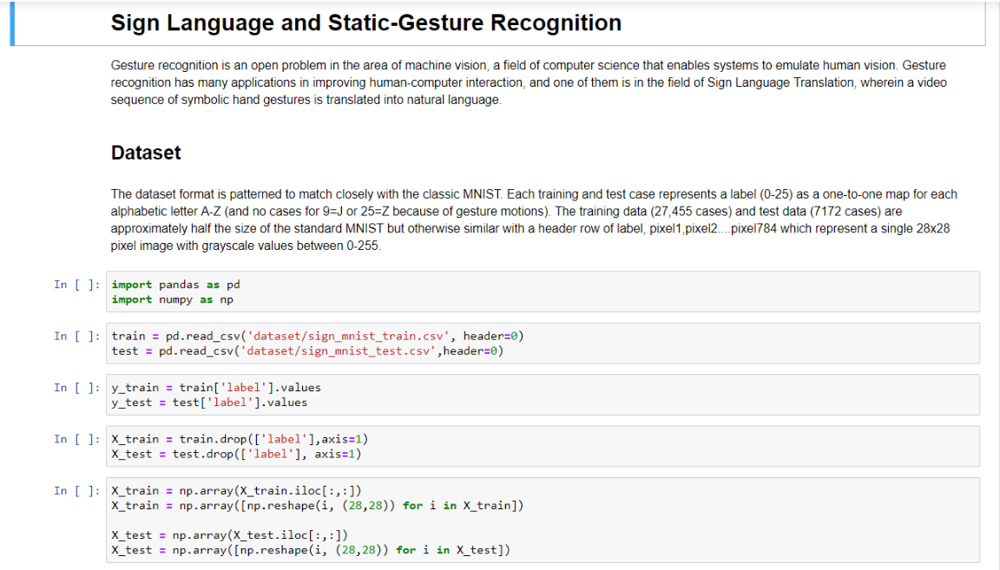 Sign Language and Static-Gesture Recognition
Gesture recognition is an open problem in the area of machine vision, a field of computer science that enables systems to emulate human vision. Gesture
recognition has many applications in improving human-computer interaction, and one of them is in the field of Sign Language Translation, wherein a video
sequence of symbolic hand gestures is translated into natural language.
Dataset
The dataset format is patterned to match closely with the classic MNIST. Each training and test case represents a label (0-25) as a one-to-one map for each
alphabetic letter A-Z (and no cases for 9=J or 25=Z because of gesture motions). The training data (27,455 cases) and test data (7172 cases) are
approximately half the size of the standard MNIST but otherwise similar with a header row of label, pixel1,pixel2....pixel784 which represent a single 28x28
pixel image with grayscale values between 0-255.
In [ ]: import pandas as pd
import numpy as np
In [ ]: train = pd.read_csv('dataset/sign_mnist_train.csv', header=0)
test = pd.read_csv('dataset/sign_mnist_test.csv',header=0)
In [ ]: y_train = train['label'].values
y_test = test['label'].values
In [ ]: X_train = train.drop(['label'],axis=1)
X_test = test.drop(['label'], axis=1)
In [ ]: X_train = np.array(X_train.iloc[:,:])
X_train = np.array([np.reshape(i, (28,28)) for i in X_train])
X_test = np.array(X_test.iloc[:,:])
X_test = np.array([np.reshape(i, (28,28)) for i in X_test])